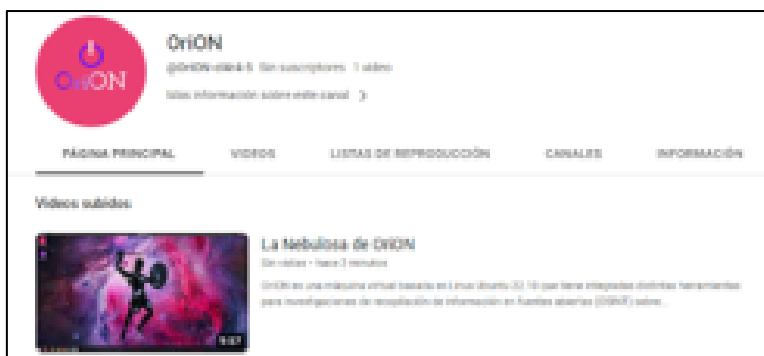 OriON
OriON
Sin suscriptores 1 video
Más información sobre este canal >
PÁGINA PRINCIPAL VIDEOS LISTAS DE REPRODUCCIÓN CANALES INFORMACIÓN
Videos subidos
La Nebulosa de OriON
Sin vistas • hace 2 minutos
OriON es una máquina virtual basada en Linux Ubuntu 22.10 que tiene integradas distintas herramientas
para investigaciones de recopilación de información en fuentes abiertas (OSINT) sobre...